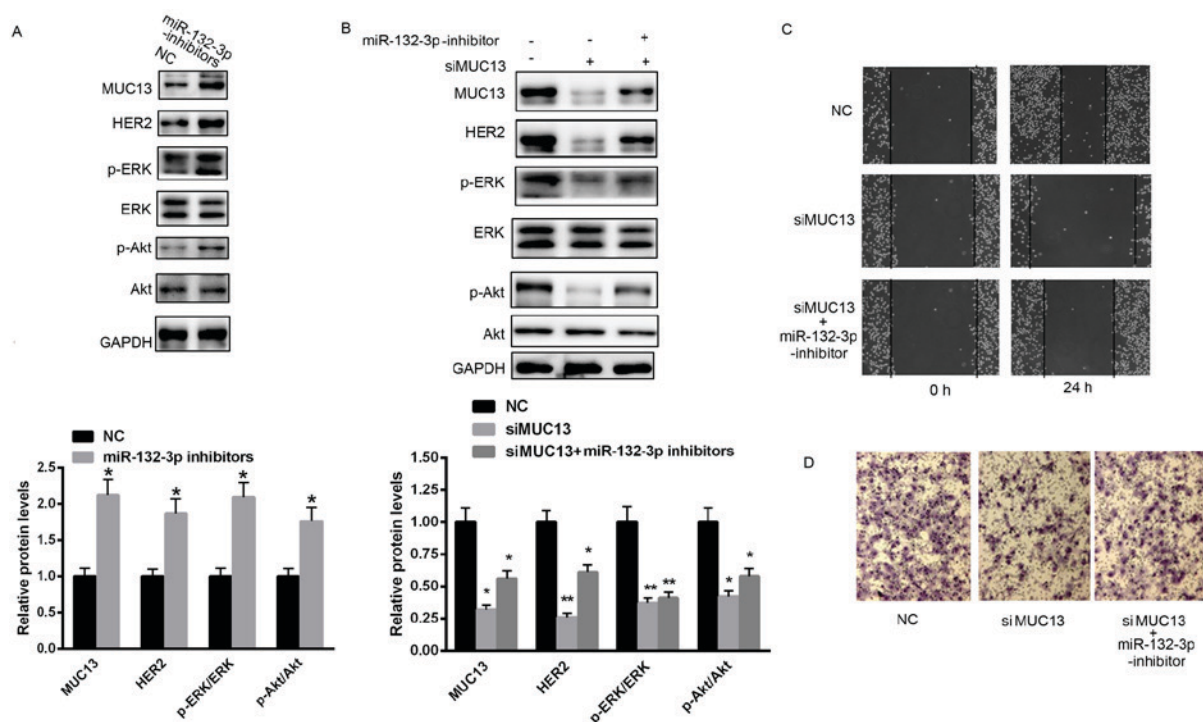 A
miR-132-3p
-inhibitors
NC
MUC13
HER2
p-ERK
ERK
p-Akt
Akt
GAPDH
NC
miR-132-3p inhibitors
Relative protein levels
2.5
2.0
1.5
1.0
0.5
0.0
* * * *
MUC13
HER2
p-ERK/ERK
p-Akt/Akt
B
miR-132-3p-inhibitor - - +
siMUC13 - + +
MUC13
HER2
p-ERK
ERK
p-Akt
Akt
GAPDH
NC
siMUC13
siMUC13+miR-132-3p inhibitors
Relative protein levels
1.25
1.00
0.75
0.50
0.25
0.00
* * ** * ** ** * *
MUC13
HER2
p-ERK/ERK
p-Akt/Akt
C
NC
siMUC13
siMUC13
+
miR-132-3p
-inhibitor
0 h 24 h
D
NC
siMUC13
siMUC13
+
miR-132-3p
-inhibitor